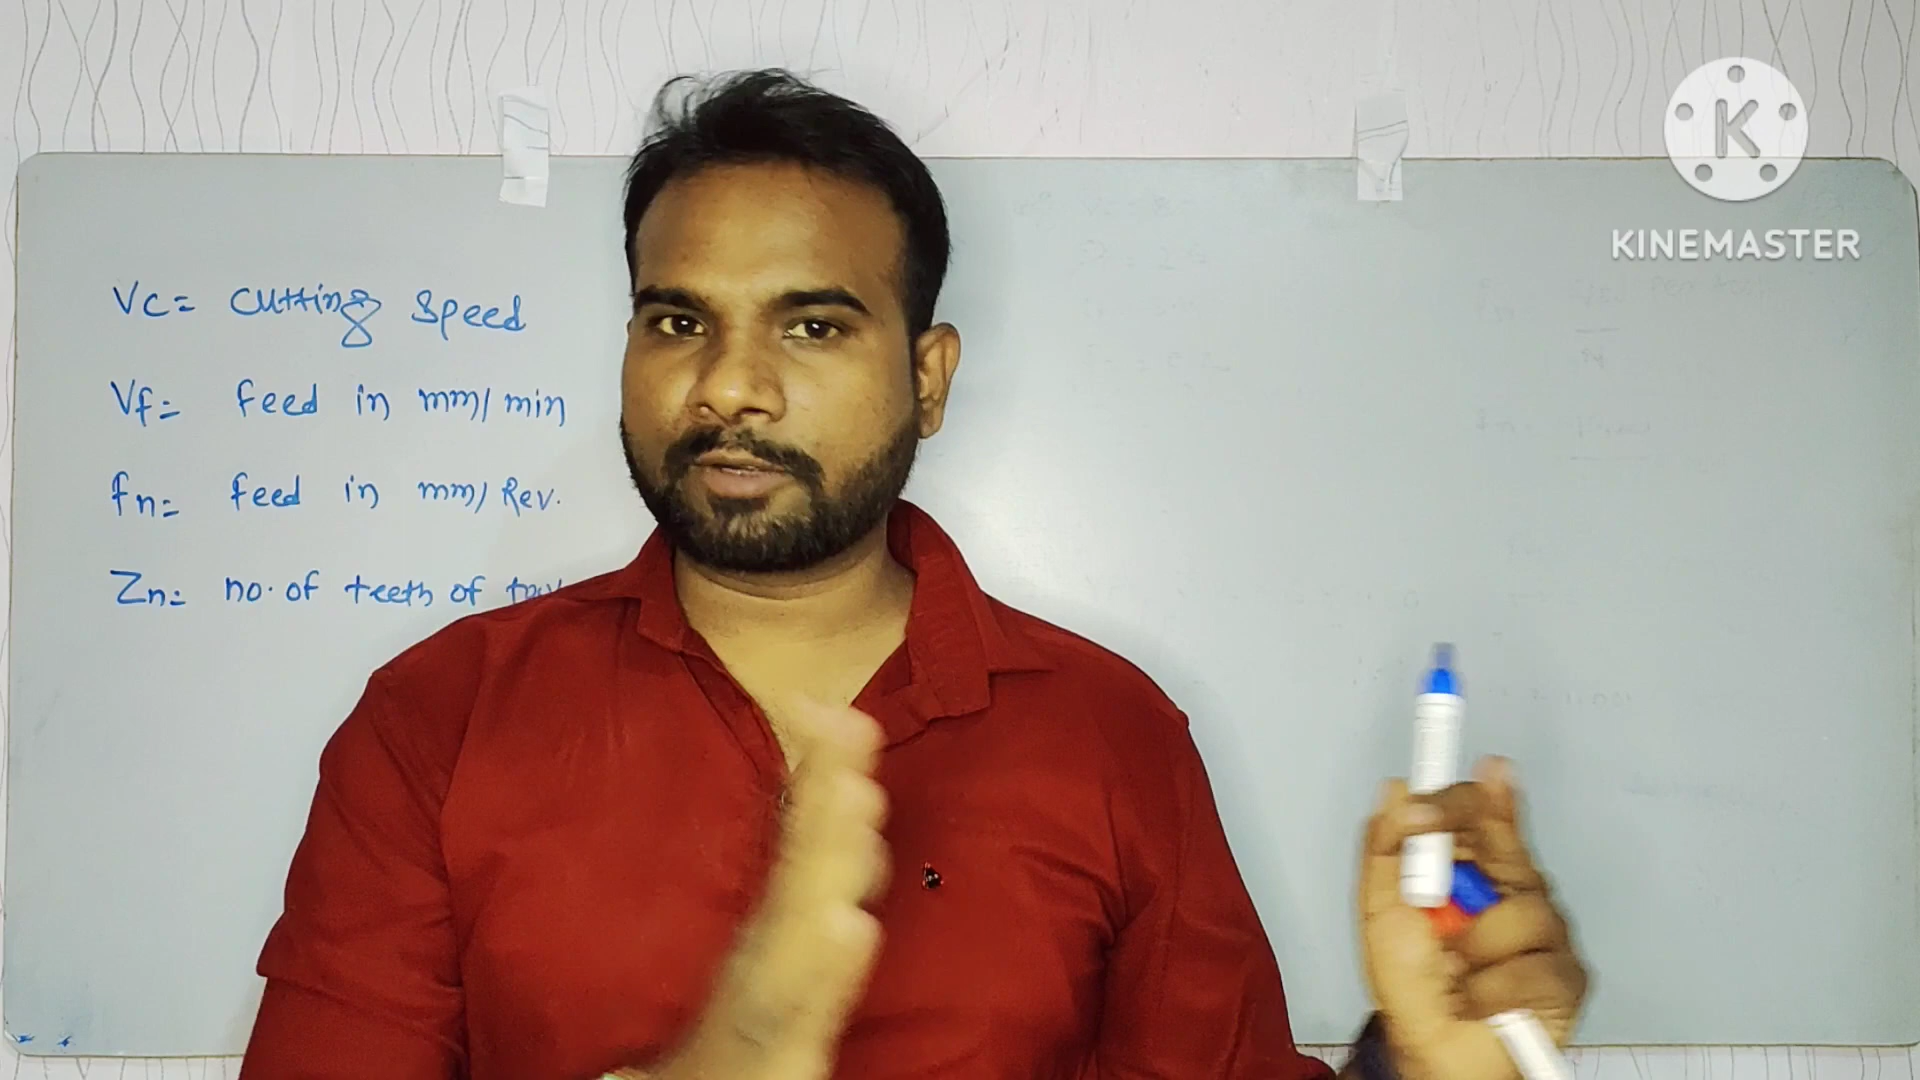 Vc= Cutting Speed
Vf= feed in mm/min
fn= feed in mm/Rev.
Zn= no. of teeth of
K
KINEMASTER